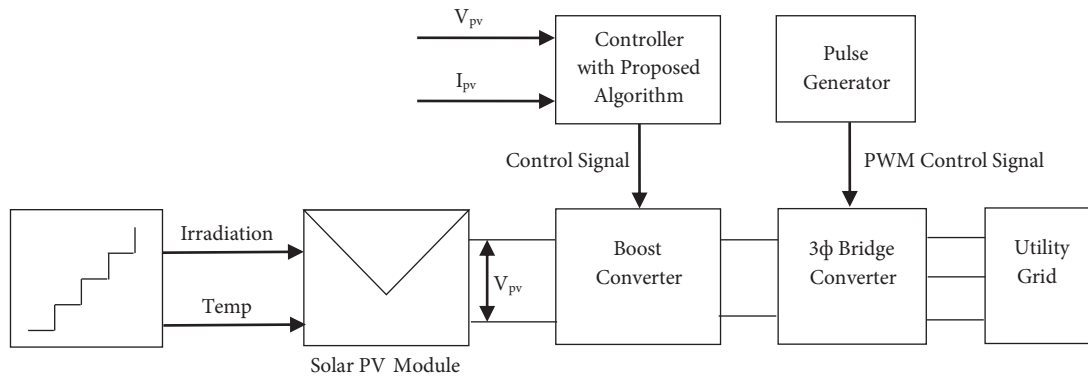 V_pv
I_pv
Controller
with Proposed
Algorithm
Pulse
Generator
Control Signal
PWM Control Signal
Irradiation
Temp
V_pv
Boost
Converter
3ϕ Bridge
Converter
Utility
Grid
Solar PV Module